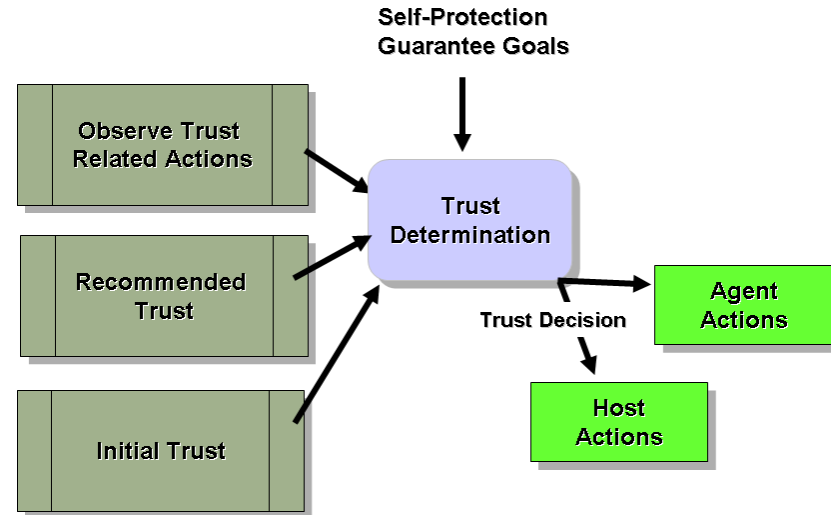 Self-Protection
Guarantee Goals
Observe Trust
Related Actions
Trust
Determination
Recommended
Trust
Agent
Actions
Trust Decision
Host
Actions
Initial Trust